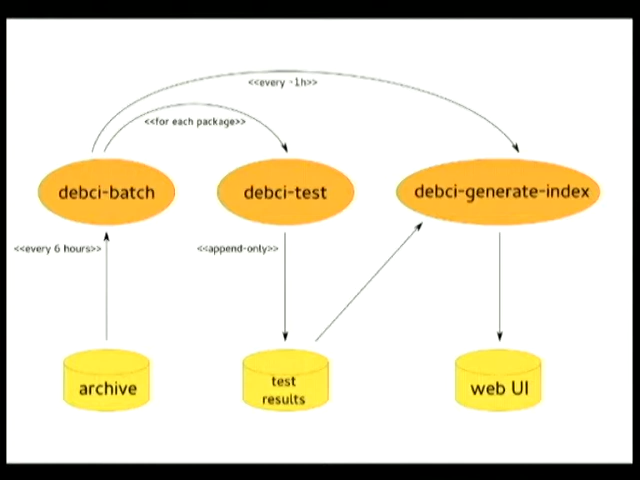 <<every ~1h>>
<<for each package>>
debci-batch
debci-test
debci-generate-index
<<every 6 hours>>
<<append-only>>
archive
test
results
web UI